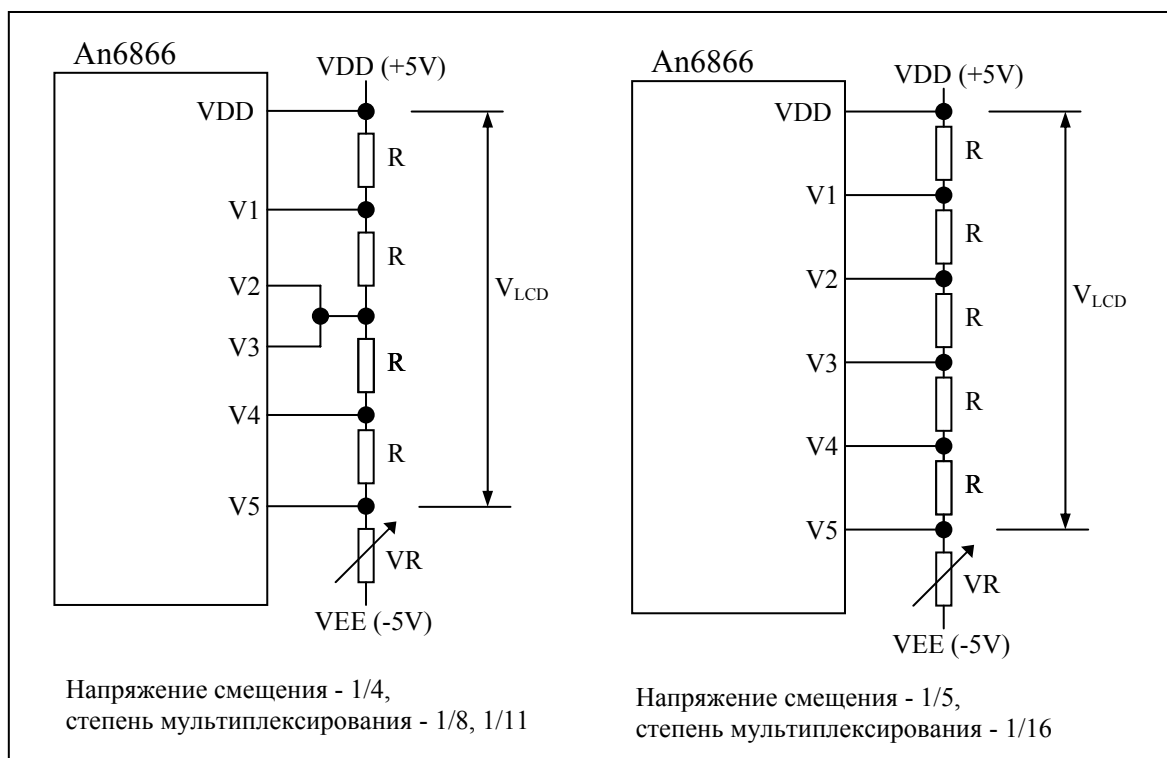 An6866
VDD (+5V)
VDD
R
V1
R
V2
V3
VLCD
R
V4
R
V5
VR
VEE (-5V)
Напряжение смещения - 1/4,
степень мультиплексирования - 1/8, 1/11
An6866
VDD (+5V)
VDD
R
V1
R
V2
VLCD
R
V3
R
V4
R
V5
VR
VEE (-5V)
Напряжение смещения - 1/5,
степень мультиплексирования - 1/16